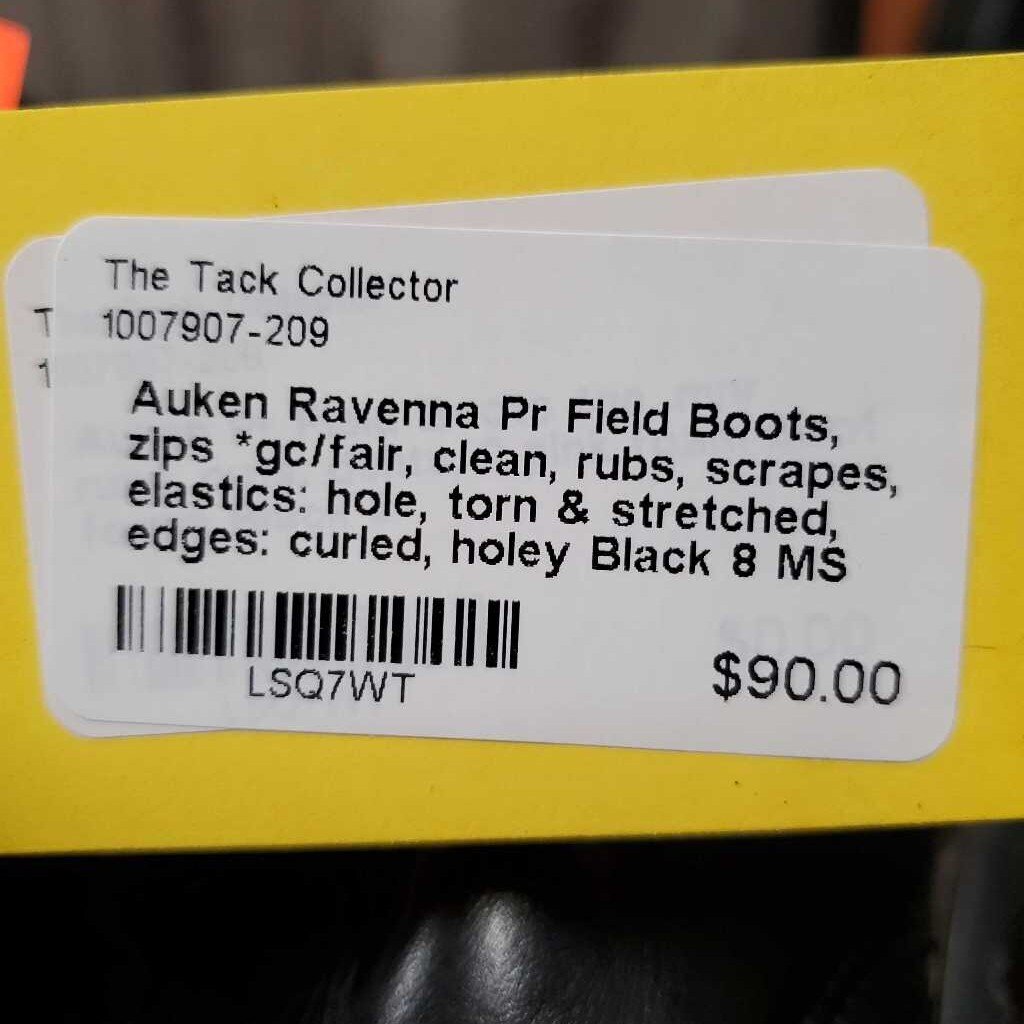 The Tack Collector
1007907-209
Auken Ravenna Pr Field Boots,
zips *gc/fair, clean, rubs, scrapes,
elastics: hole, torn & stretched,
edges: curled, holey Black 8 MS
LSQ7WT
$90.00